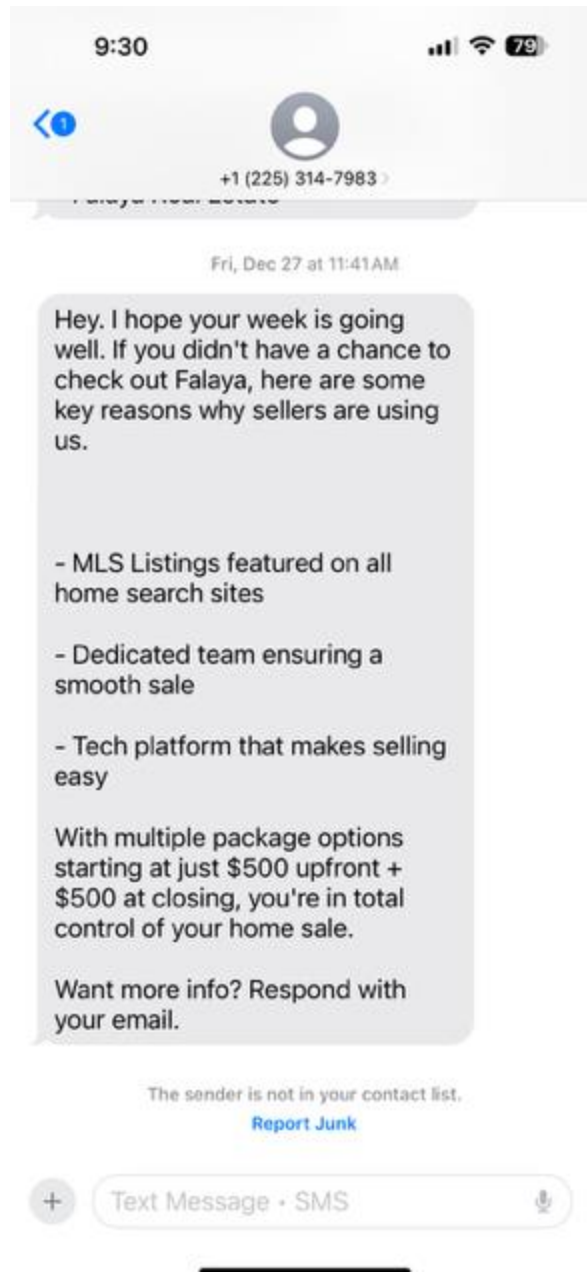 9:30
79
1
+1 (225) 314-7983
Fri, Dec 27 at 11:41 AM
Hey. I hope your week is going
well. If you didn't have a chance to
check out Falaya, here are some
key reasons why sellers are using
us.
- MLS Listings featured on all
home search sites
- Dedicated team ensuring a
smooth sale
- Tech platform that makes selling
easy
With multiple package options
starting at just $500 upfront +
$500 at closing, you're in total
control of your home sale.
Want more info? Respond with
your email.
The sender is not in your contact list.
Report Junk
Text Message • SMS